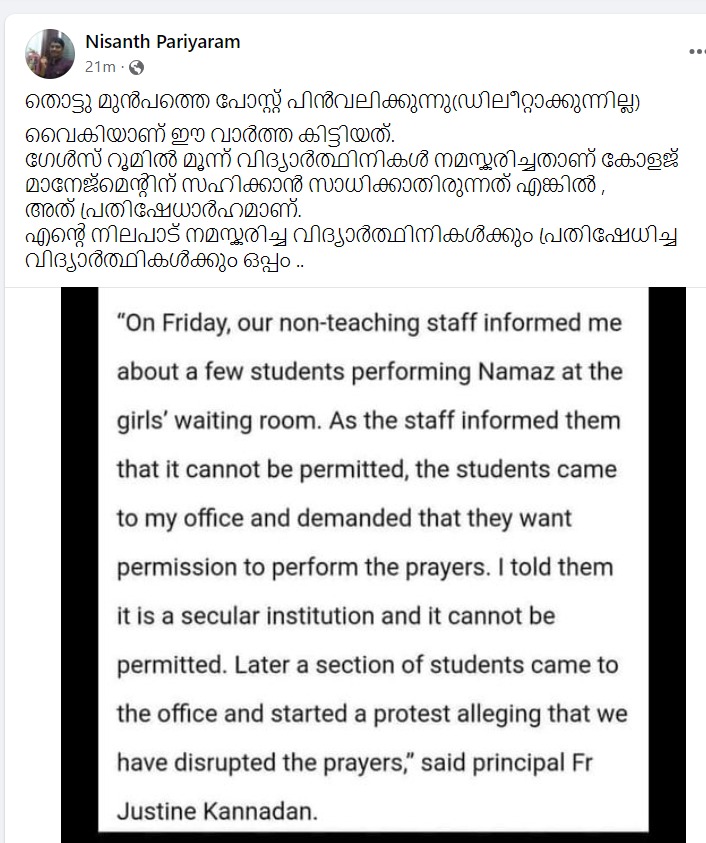 Nisanth Pariyaram
21m ·
തൊട്ടു മുൻപത്തെ പോസ്റ്റ് പിൻവലിക്കുന്നു(ഡിലീറ്റാക്കുന്നില്ല)
വൈകിയാണ് ഈ വാർത്ത കിട്ടിയത്.
ഗേൾസ് റൂമിൽ മൂന്ന് വിദ്യാർത്ഥിനികൾ നമസ്കരിച്ചതാണ് കോളജ്
മാനേജ്മെന്റിന് സഹിക്കാൻ സാധിക്കാതിരുന്നത് എങ്കിൽ ,
അത് പ്രതിഷേധാർഹമാണ്.
എന്റെ നിലപാട് നമസ്കരിച്ച വിദ്യാർത്ഥിനികൾക്കും പ്രതിഷേധിച്ച
വിദ്യാർത്ഥികൾക്കും ഒപ്പം ..
“On Friday, our non-teaching staff informed me
about a few students performing Namaz at the
girls’ waiting room. As the staff informed them
that it cannot be permitted, the students came
to my office and demanded that they want
permission to perform the prayers. I told them
it is a secular institution and it cannot be
permitted. Later a section of students came to
the office and started a protest alleging that we
have disrupted the prayers,” said principal Fr
Justine Kannadan.